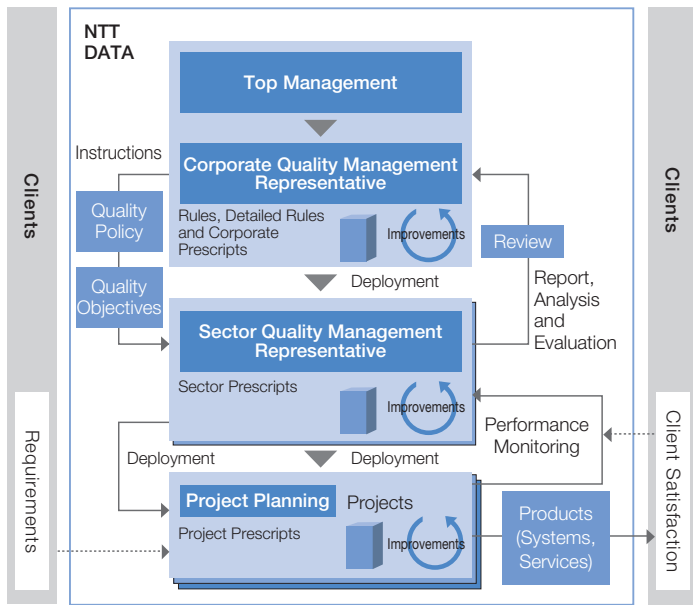 NTT
DATA
Top Management
Instructions
Corporate Quality Management
Representative
Clients
Clients
Quality
Policy
Rules, Detailed Rules
and Corporate
Prescripts
Improvements
Review
Quality
Objectives
Deployment
Report,
Analysis
and
Evaluation
Sector Quality Management
Representative
Sector Prescripts
Improvements
Performance
Monitoring
Requirements
Client Satisfaction
Deployment
Deployment
Project Planning
Projects
Project Prescripts
Improvements
Products
(Systems,
Services)